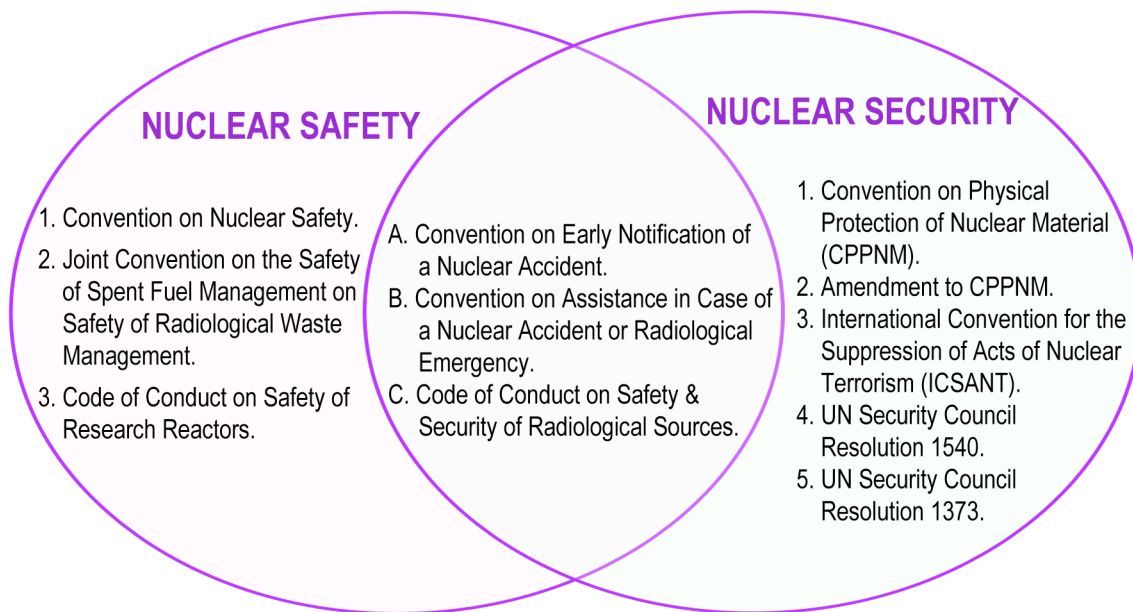 NUCLEAR SAFETY
1. Convention on Nuclear Safety.
2. Joint Convention on the Safety
of Spent Fuel Management on
Safety of Radiological Waste
Management.
3. Code of Conduct on Safety of
Research Reactors.
A. Convention on Early Notification of
a Nuclear Accident.
B. Convention on Assistance in Case of
a Nuclear Accident or Radiological
Emergency.
C. Code of Conduct on Safety &
Security of Radiological Sources.
NUCLEAR SECURITY
1. Convention on Physical
Protection of Nuclear Material
(CPPNM).
2. Amendment to CPPNM.
3. International Convention for the
Suppression of Acts of Nuclear
Terrorism (ICSANT).
4. UN Security Council
Resolution 1540.
5. UN Security Council
Resolution 1373.